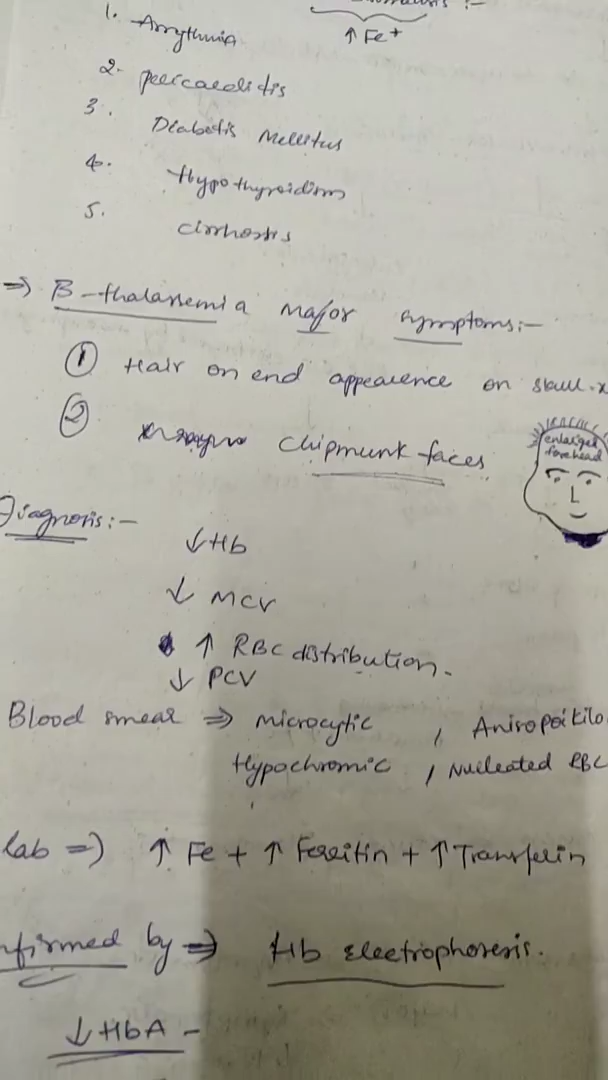 ↑ Fe+
1. Arrythmia
2. pericarditis
3. Diabetis Mellitus
4. Hypothyroidism
5. cirrhosis
⇒ B-thalassemia major symptoms:-
① Hair on end appearence on skull
② chipmunk faces
enlarged forehead
Diagnosis:-
↓ Hb
↓ MCV
↑ RBC distribution.
↓ PCV
Blood smear ⇒ Microcytic , Anisopoikilo
Hypochromic , Nucleated RBC
lab ⇒ ↑ Fe + ↑ Ferritin + ↑ Transferin
nfirmed by ⇒ Hb electrophoresis.
↓ HbA -